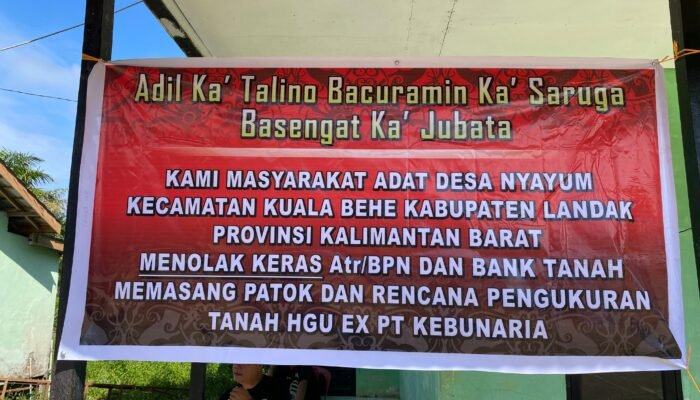 Adil Ka' Talino Bacuramin Ka' Saruga
Basengat Ka' Jubata
KAMI MASYARAKAT ADAT DESA NYAYUM
KECAMATAN KUALA BEHE KABUPATEN LANDAK
PROVINSI KALIMANTAN BARAT
MENOLAK KERAS Atr/BPN DAN BANK TANAH
MEMASANG PATOK DAN RENCANA PENGUKURAN
TANAH HGU EX PT KEBUNARIA